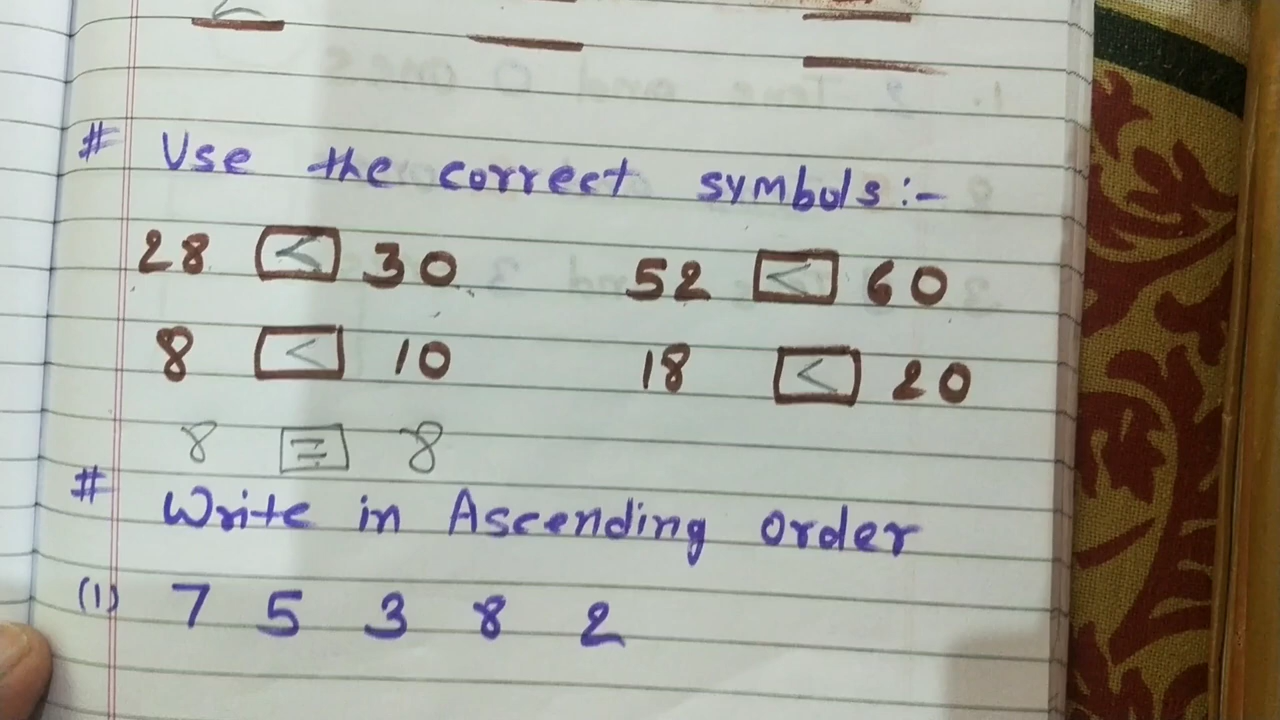 # Use the correct symbols:-
28 < 30 52 < 60
8 < 10 18 < 20
8 = 8
# Write in Ascending order
(1) 7 5 3 8 2